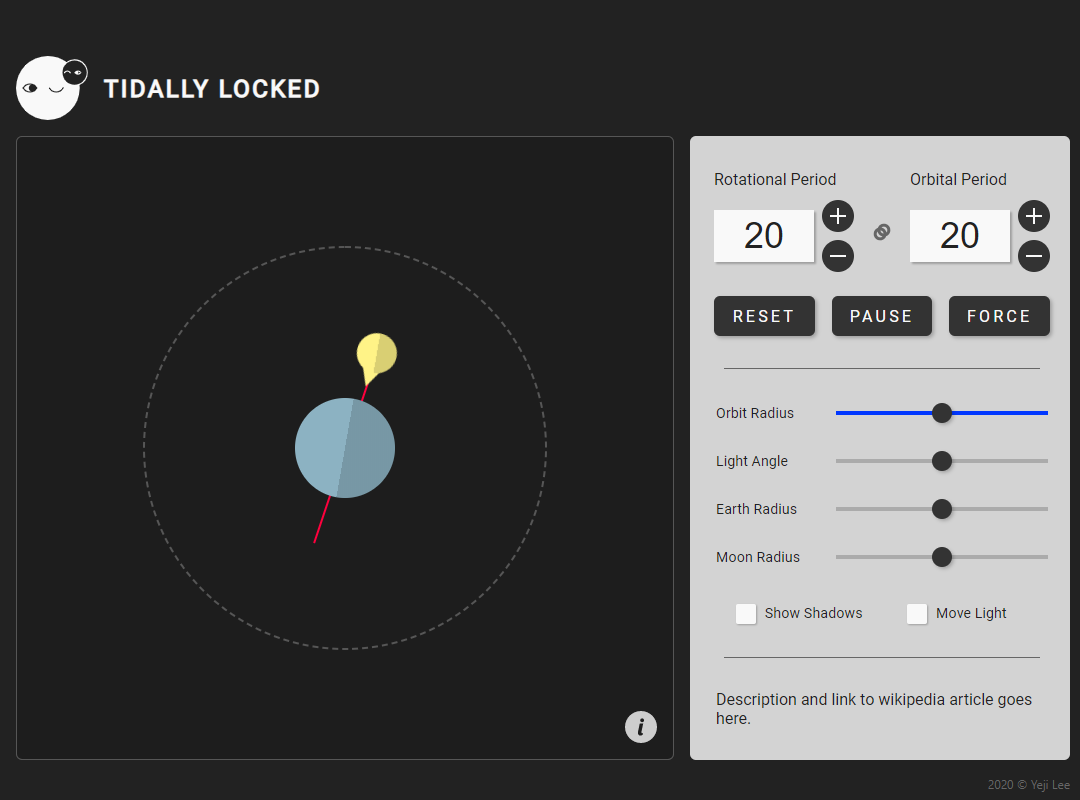 TIDALLY LOCKED
Rotational Period
Orbital Period
20
20
RESET
PAUSE
FORCE
Orbit Radius
Light Angle
Earth Radius
Moon Radius
Show Shadows
Move Light
Description and link to wikipedia article goes
here.
i
2020 © Yeji Lee